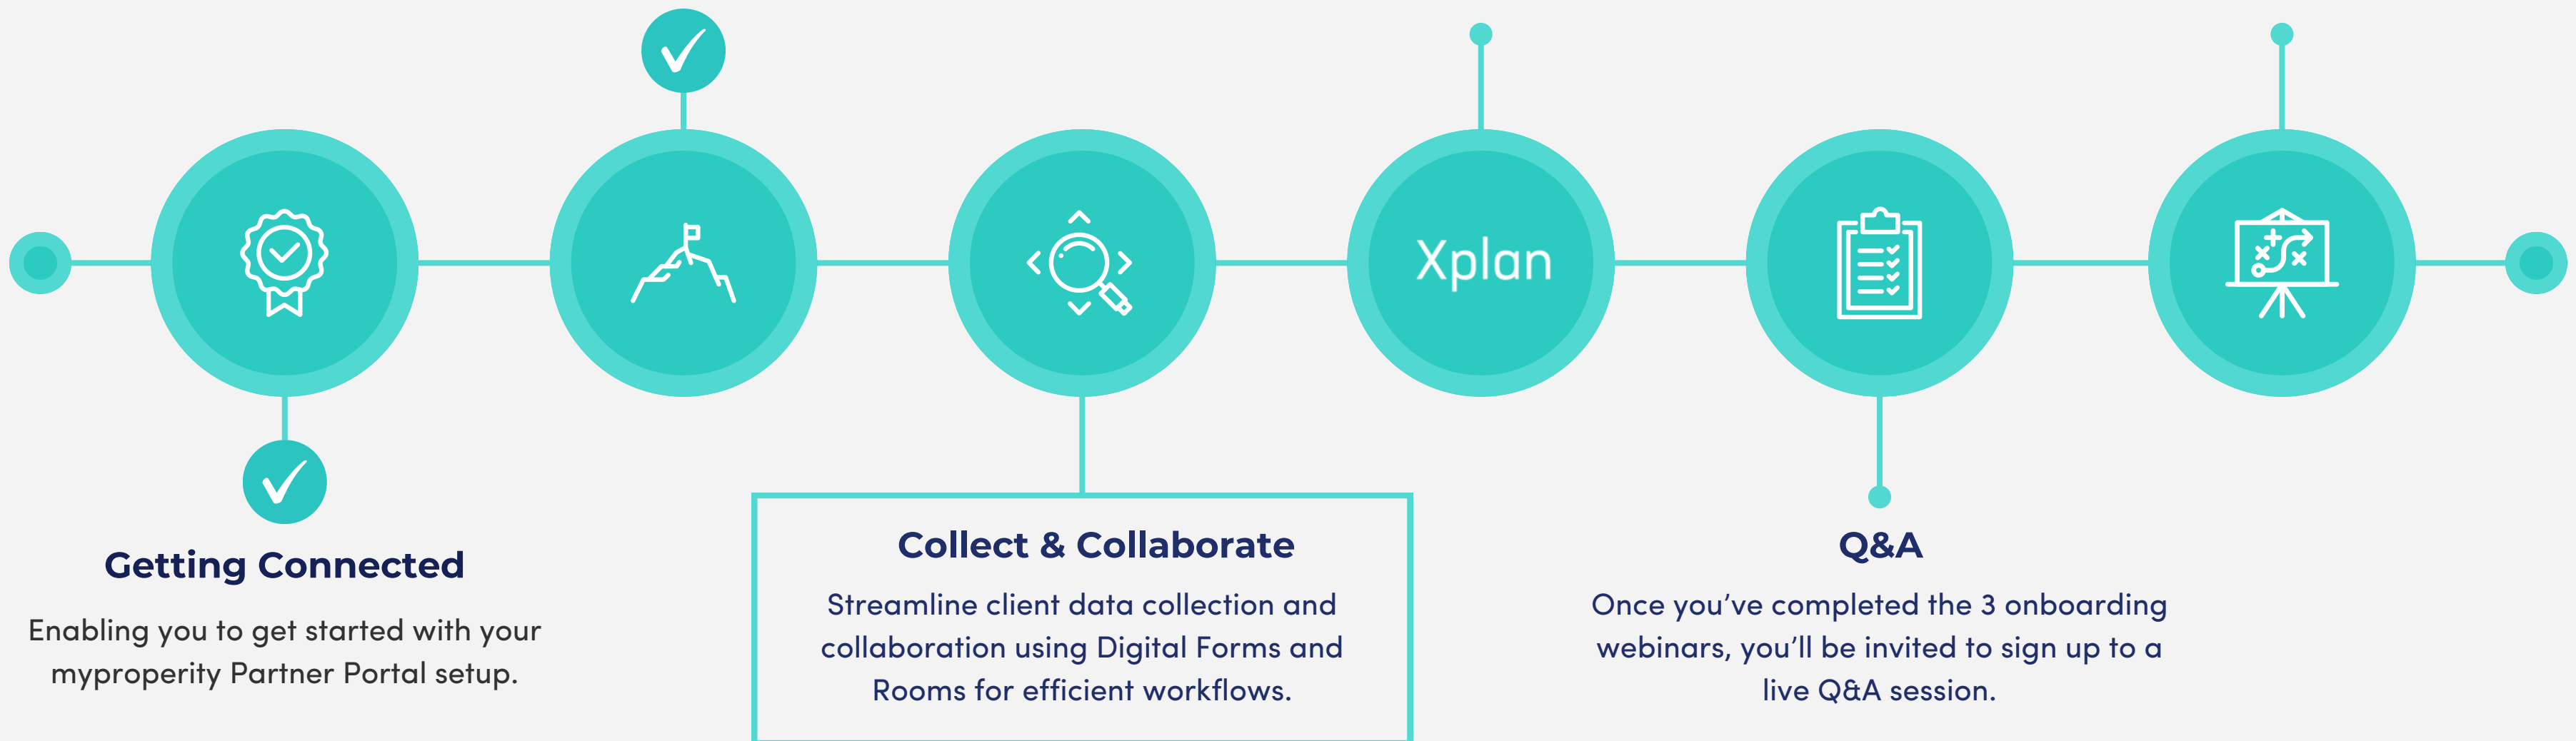 Xplan
Getting Connected
Enabling you to get started with your
myproperity Partner Portal setup.
Collect & Collaborate
Streamline client data collection and
collaboration using Digital Forms and
Rooms for efficient workflows.
Q&A
Once you’ve completed the 3 onboarding
webinars, you’ll be invited to sign up to a
live Q&A session.